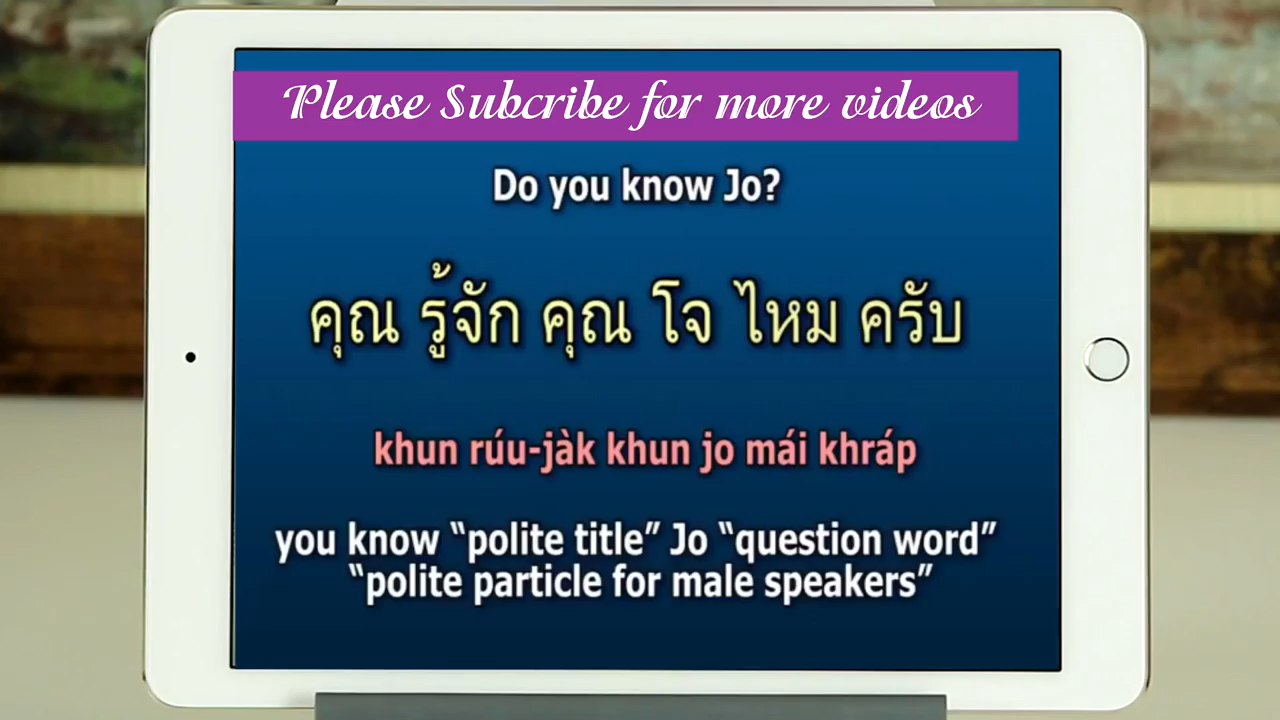 Please Subcribe for more videos
Do you know Jo?
คุณ รู้จัก คุณ โจ ไหม ครับ
khun rúu-jàk khun jo mái khráp
you know “polite title” Jo “question word”
“polite particle for male speakers”